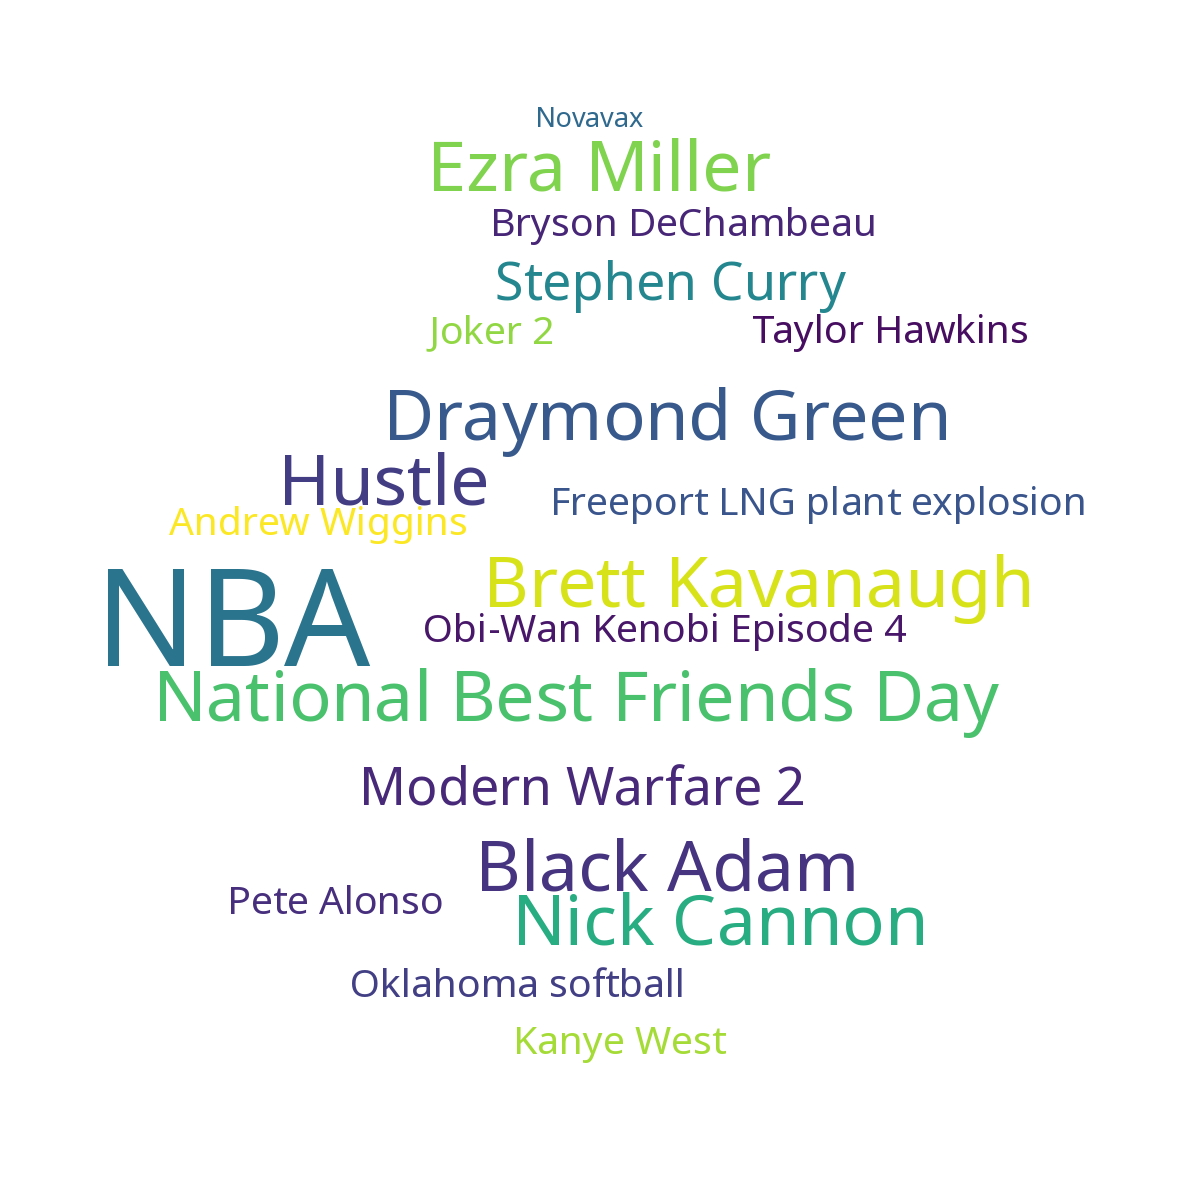 Novavax
Ezra Miller
Bryson DeChambeau
Stephen Curry
Joker 2
Taylor Hawkins
Draymond Green
Hustle
Freeport LNG plant explosion
Andrew Wiggins
Brett Kavanaugh
NBA
Obi-Wan Kenobi Episode 4
National Best Friends Day
Modern Warfare 2
Black Adam
Pete Alonso
Nick Cannon
Oklahoma softball
Kanye West